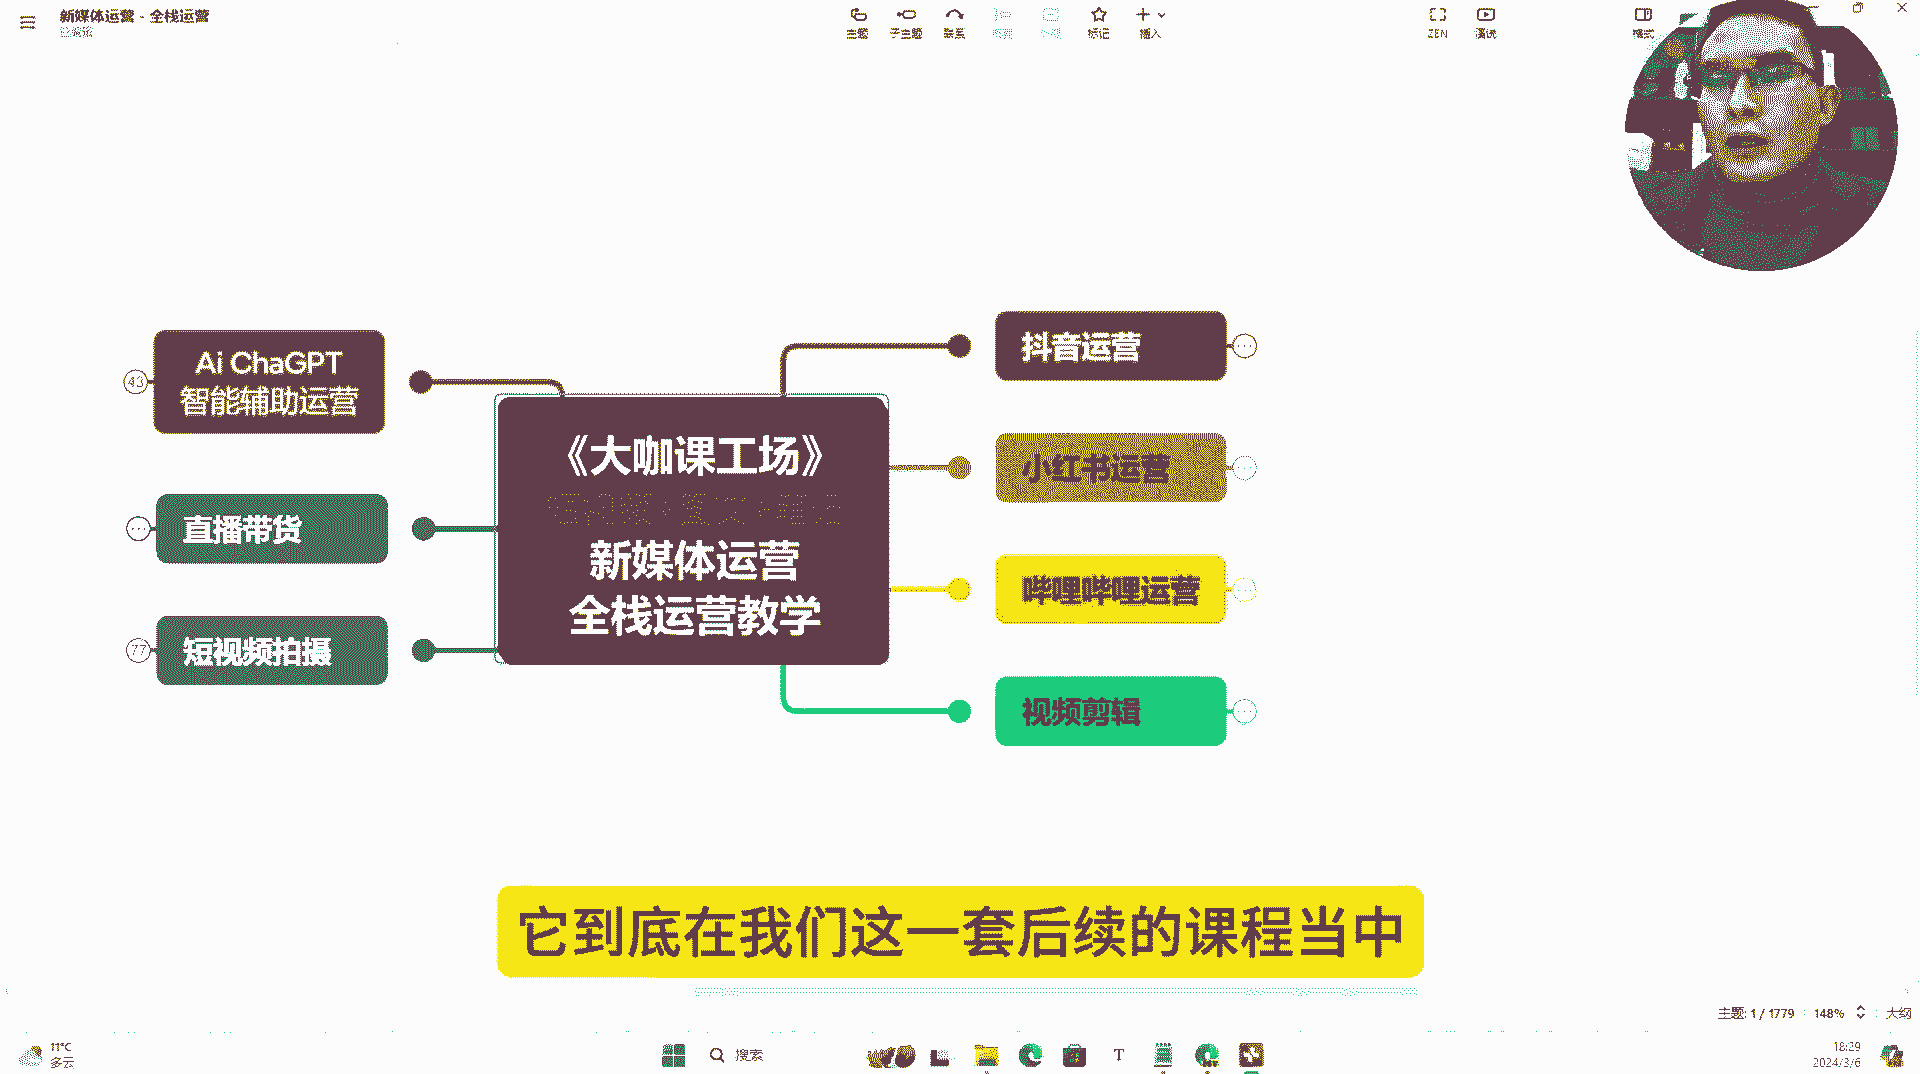 新媒体运营 - 全栈运营
已编辑
主题
子主题
联系
标记
插入
ZEN
演说
格式
Ai ChaGPT
智能辅助运营
43
直播带货
短视频拍摄
77
《大咖课工场》
新媒体运营
全栈运营教学
抖音运营
小红书运营
哔哩哔哩运营
视频剪辑
它到底在我们这一套后续的课程当中
主题: 1 / 1779
148%
大纲
11°C
多云
搜索
18:29
2024/3/6